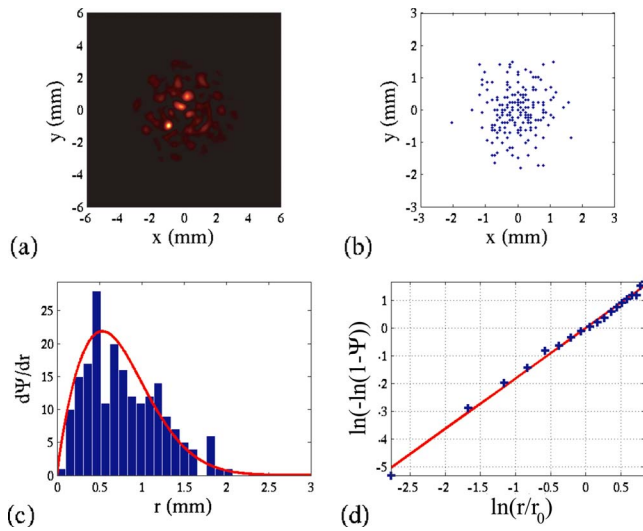 6
4
2
0
-2
-4
-6
y (mm)
-6 -4 -2 0 2 4 6
x (mm)
(a)
3
2
1
0
-1
-2
-3
y (mm)
-3 -2 -1 0 1 2 3
x (mm)
(b)
25
20
15
10
5
0
dΨ/dr
0 0.5 1 1.5 2 2.5 3
r (mm)
(c)
1
0
-1
-2
-3
-4
-5
ln(-ln(1-Ψ))
-2.5 -2 -1.5 -1 -0.5 0 0.5
ln(r/r₀)
(d)